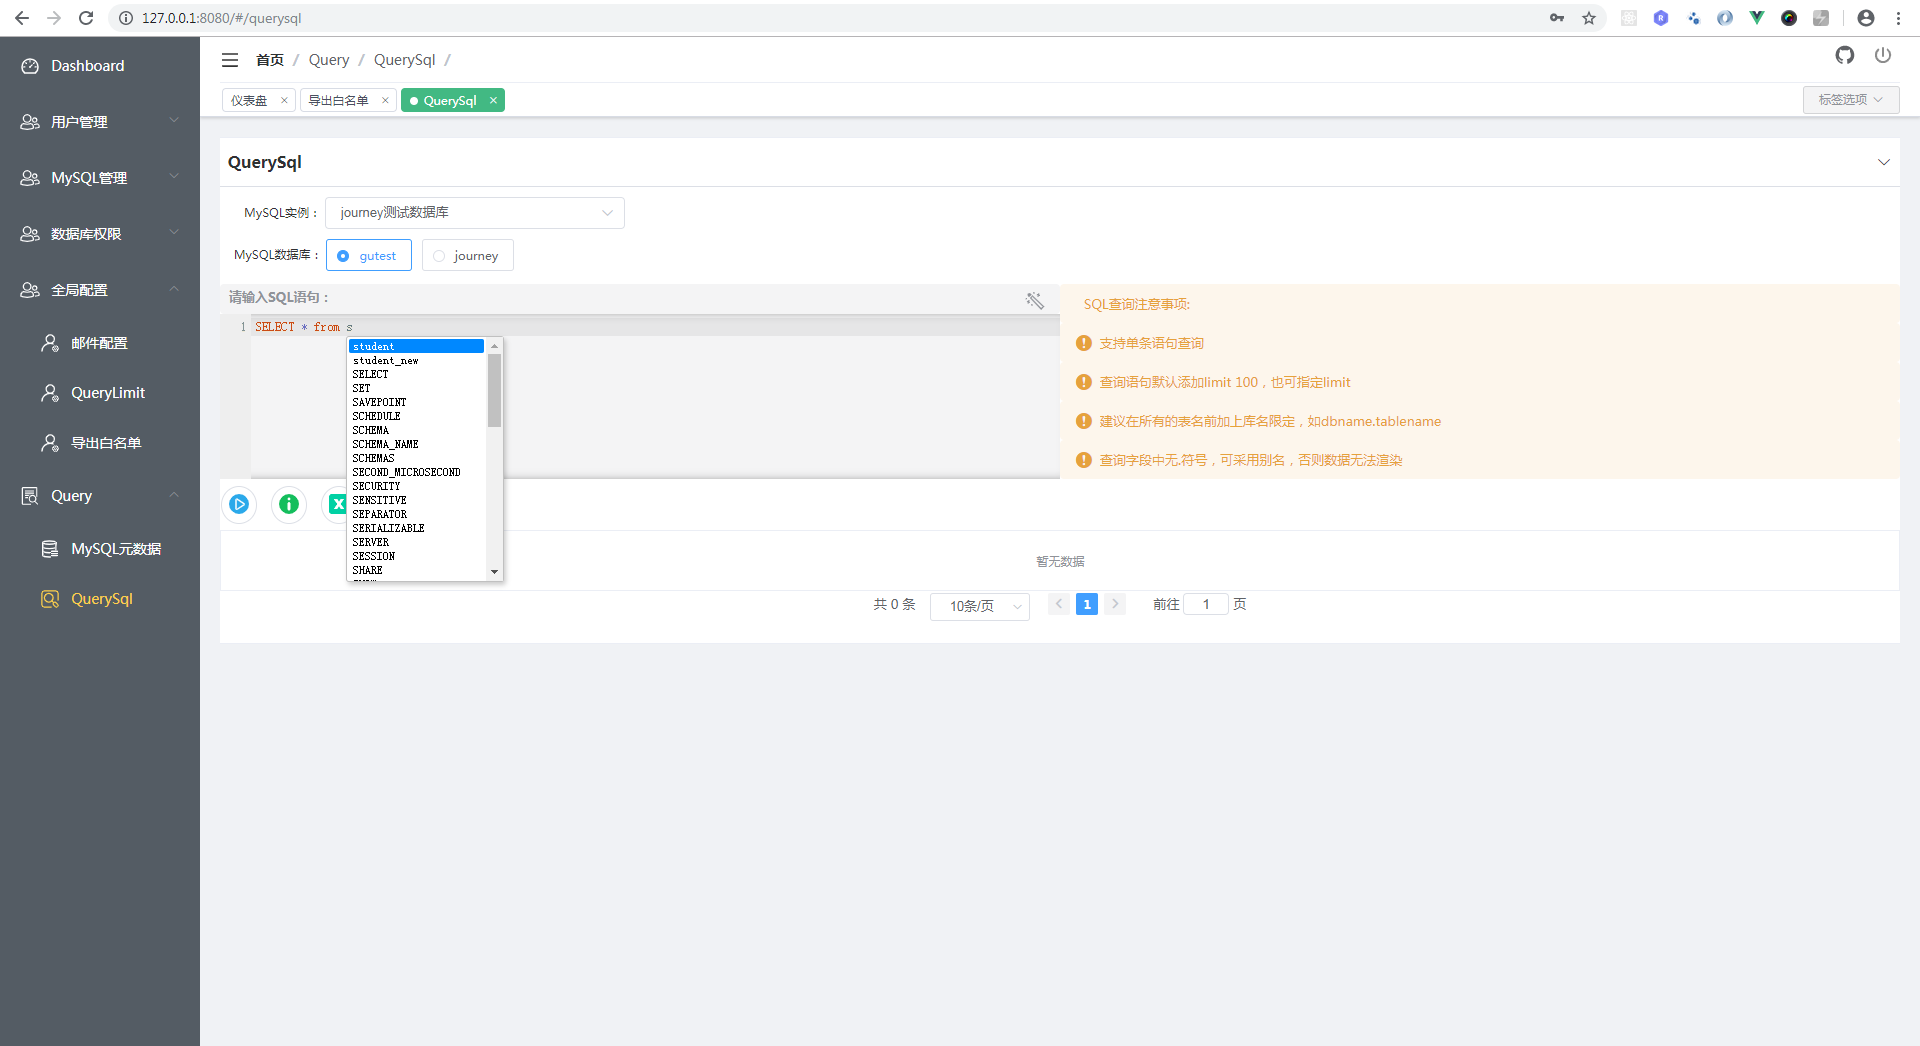 127.0.0.1:8080/#/querysql
Dashboard
用户管理
MySQL管理
数据库权限
全局配置
邮件配置
QueryLimit
导出白名单
Query
MySQL元数据
QuerySql
首页 / Query / QuerySql /
仪表盘 × 导出白名单 × QuerySql ×
标签选项
QuerySql
MySQL实例： journey测试数据库
MySQL数据库： gutest journey
请输入SQL语句：
1 SELECT * from s
student
student_new
SELECT
SET
SAVEPOINT
SCHEDULE
SCHEMA
SCHEMA_NAME
SCHEMAS
SECOND_MICROSECOND
SECURITY
SENSITIVE
SEPARATOR
SERIALIZABLE
SERVER
SESSION
SHARE
SQL查询注意事项:
支持单条语句查询
查询语句默认添加limit 100，也可指定limit
建议在所有的表名前加上库名限定，如dbname.tablename
查询字段中无.符号，可采用别名，否则数据无法渲染
暂无数据
共 0 条 10条/页 1 前往 1 页